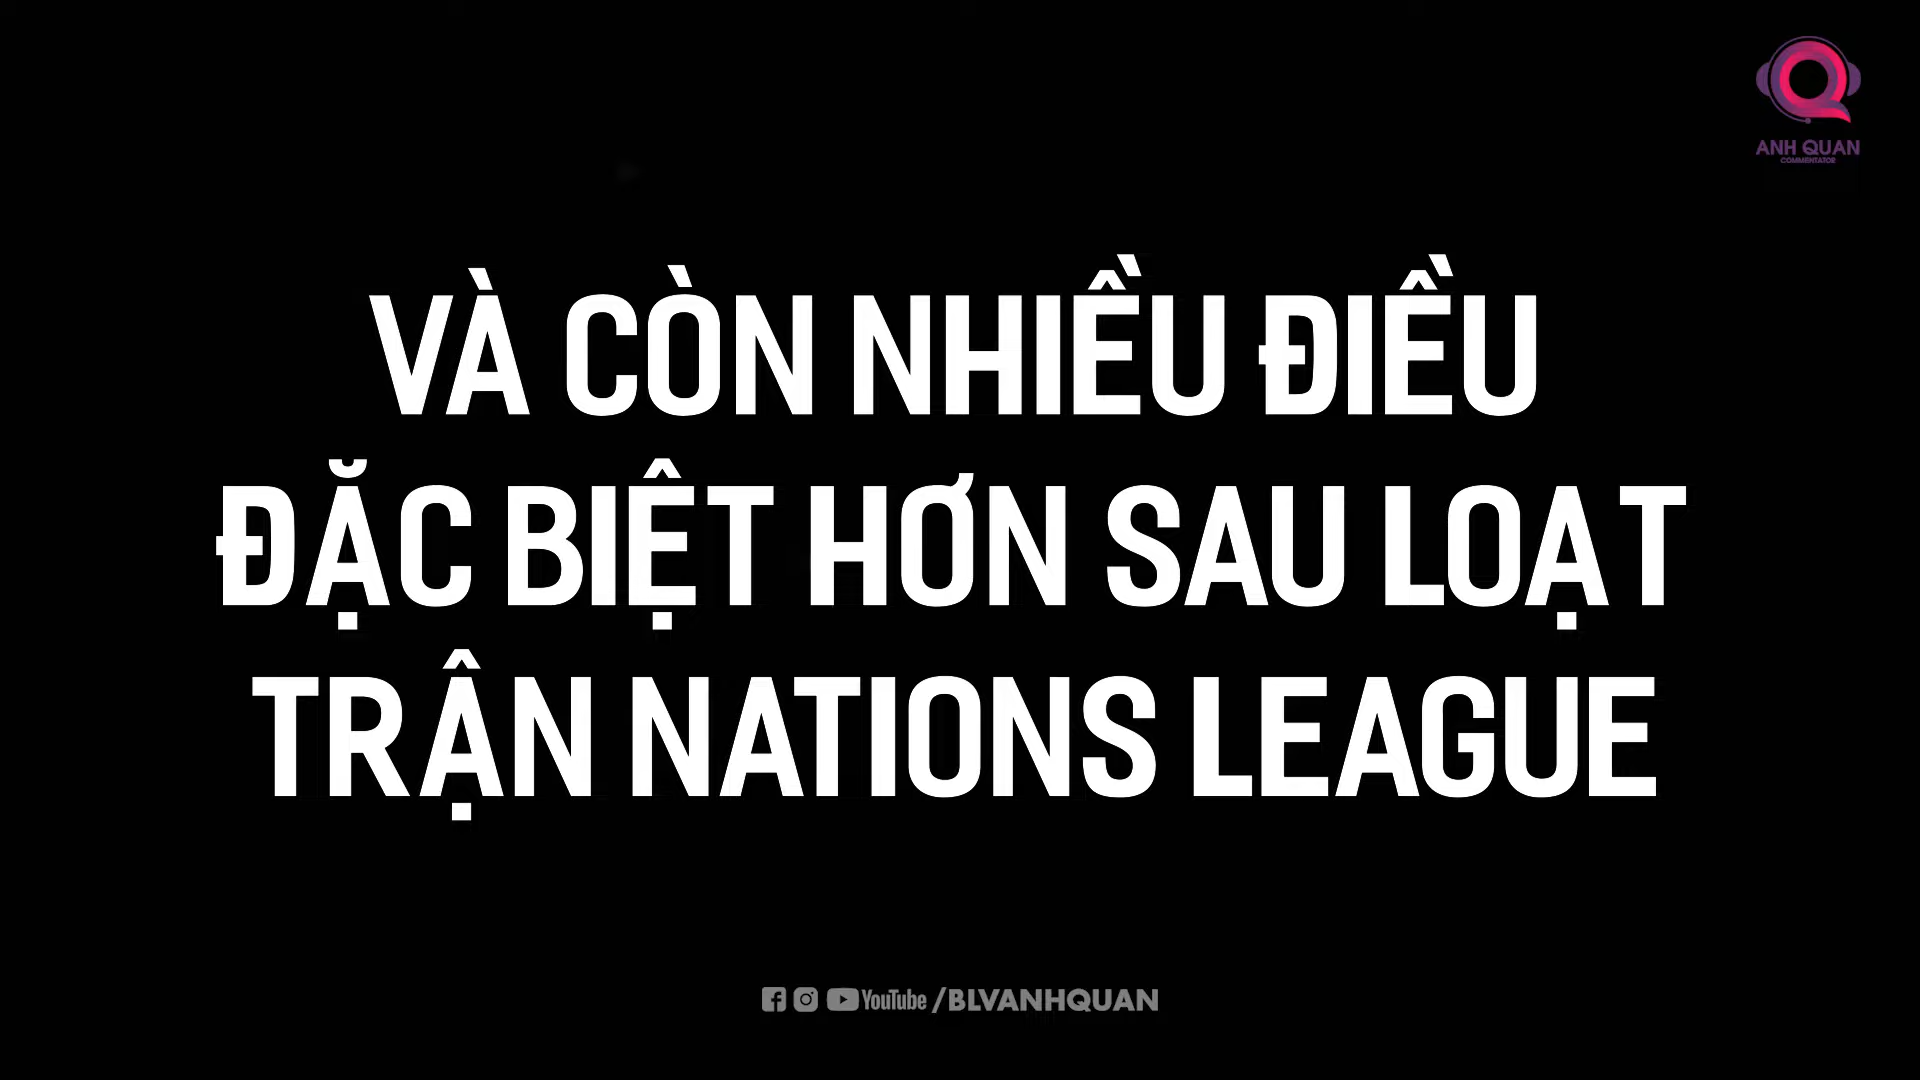 ANH QUAN
COMMENTATOR
VÀ CÒN NHIỀU ĐIỀU
ĐẶC BIỆT HƠN SAU LOẠT
TRẬN NATIONS LEAGUE
YouTube /BLVANHQUAN